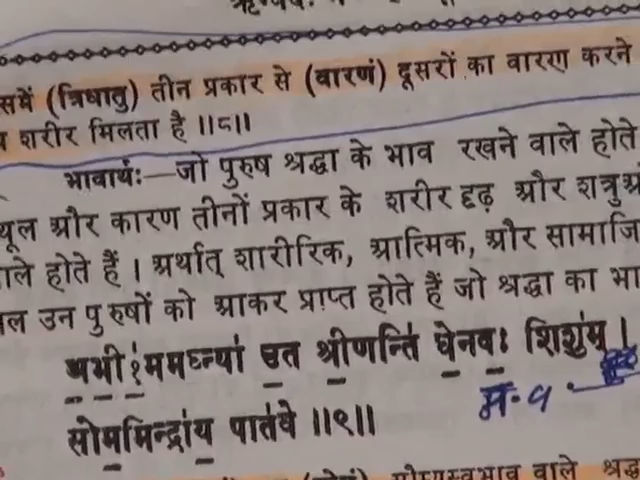 समें (त्रिधातु) तीन प्रकार से (वारणं) दूसरों का वारण करने
शरीर मिलता है ॥८॥
भावार्थः—जो पुरुष श्रद्धा के भाव रखने वाले होते
थूल और कारण तीनों प्रकार के शरीर दृढ़ और शत्रुओं
ाले होते हैं । अर्थात् शारीरिक, आत्मिक, और सामाजि
ल उन पुरुषों को आकर प्राप्त होते हैं जो श्रद्धा का भा
अ॒भी॒॑१॒॑ममघ्न्या॑ उ॒त श्री॒णन्ति॑ धे॒नव॒ः शिशु॑म् ।
सोम॒मिन्द्रा॑य॒ पात॑वे ॥९॥
म॰ ९